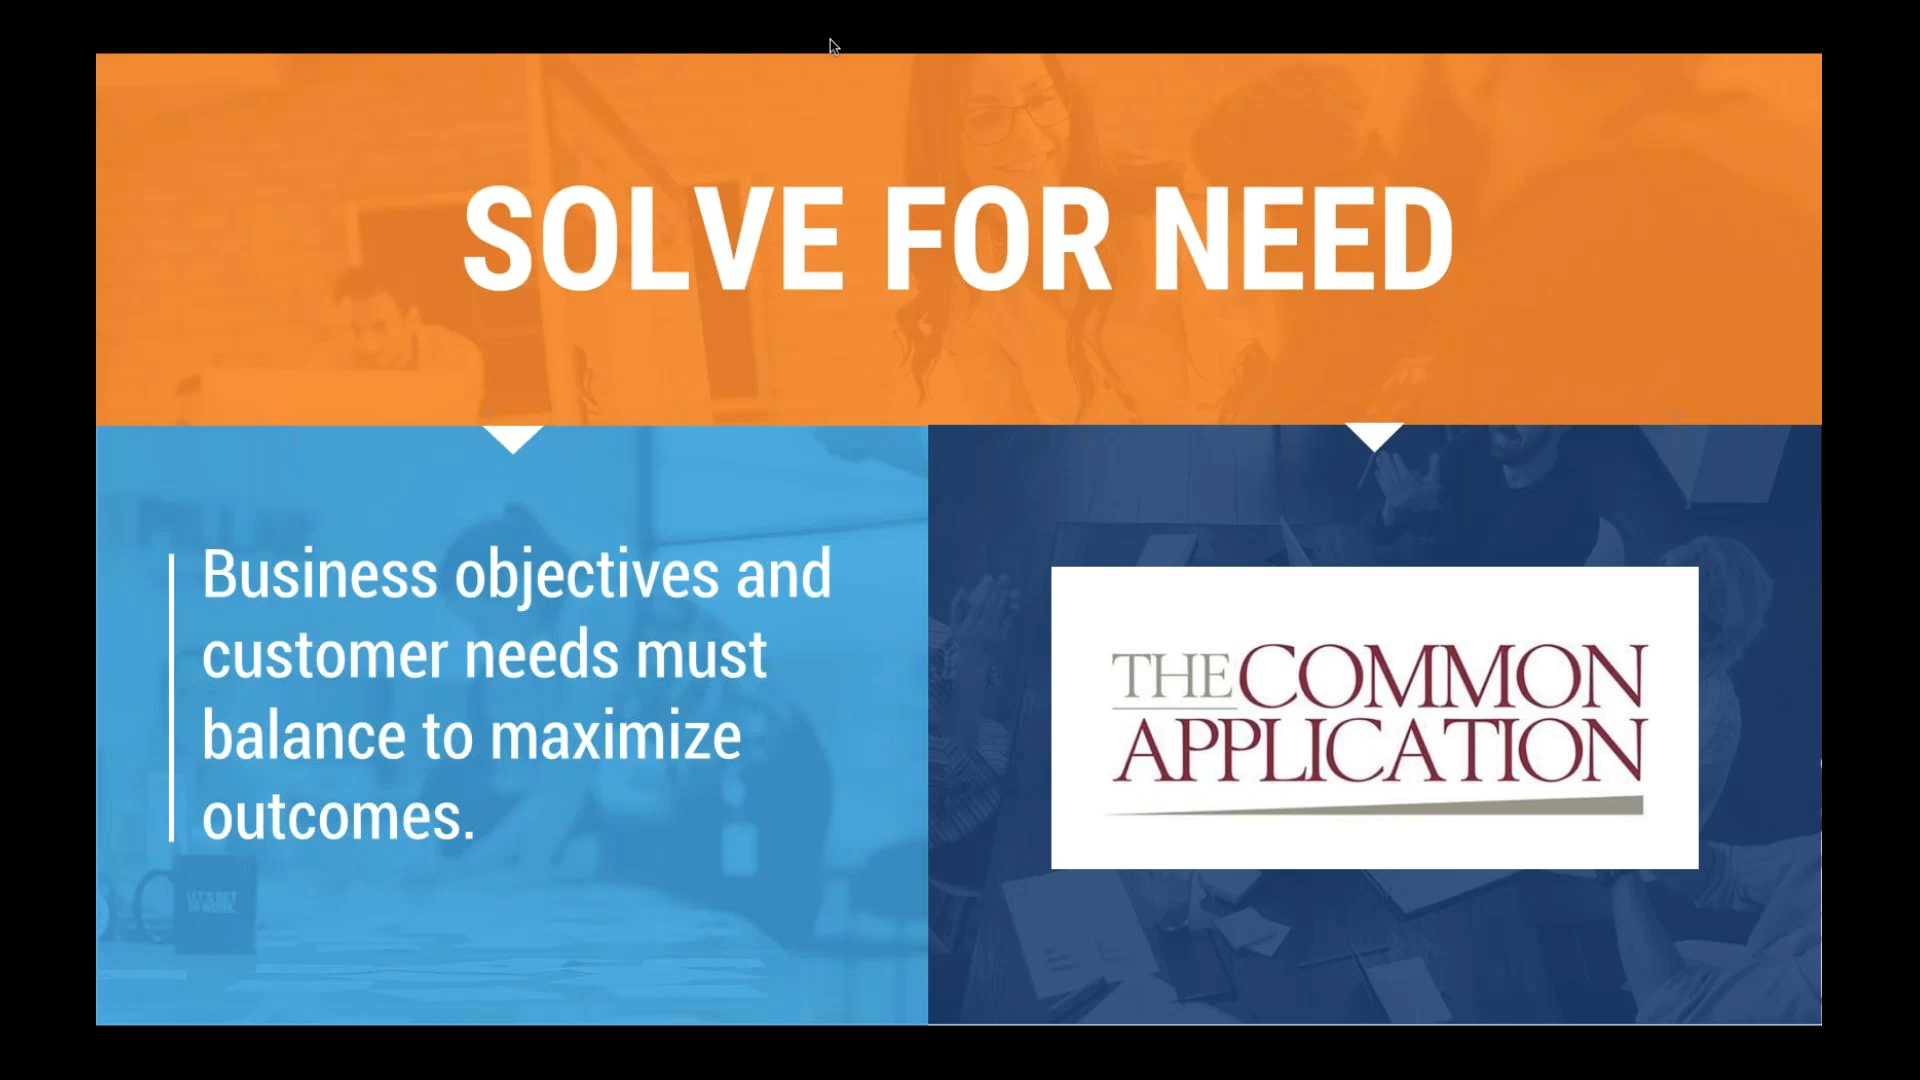 SOLVE FOR NEED
Business objectives and
customer needs must
balance to maximize
outcomes.
THE COMMON
APPLICATION